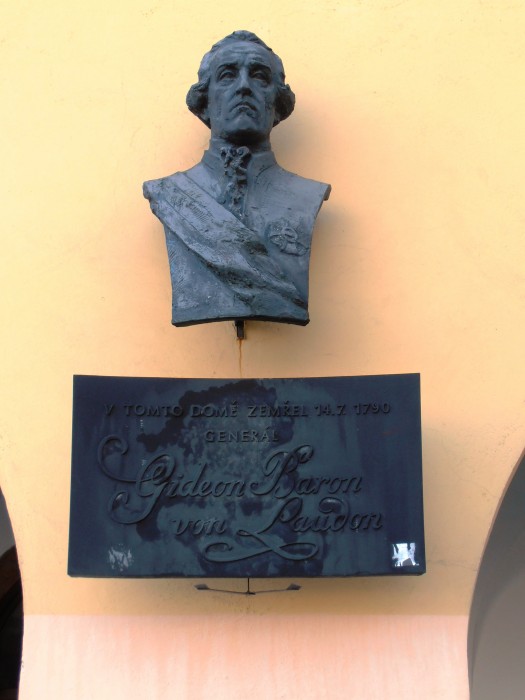 V TOMTO DOMĚ ZEMŘEL 14.7. 1790
GENERÁL
Gideon Baron
von Laudon